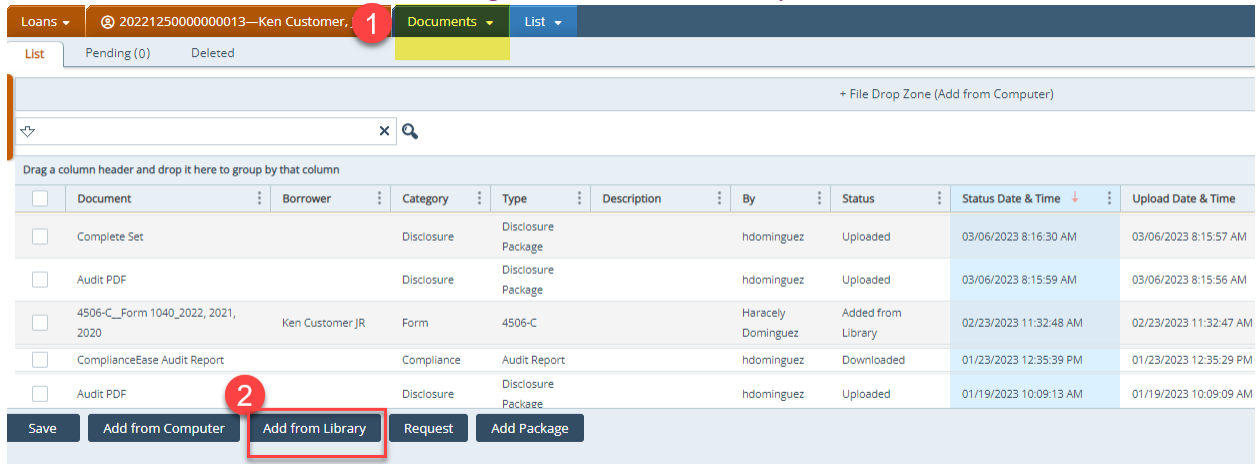 Loans 20221250000000013—Ken Customer, 1 Documents List
List Pending (0) Deleted
+ File Drop Zone (Add from Computer)
Drag a column header and drop it here to group by that column
Document Borrower Category Type Description By Status Status Date & Time Upload Date & Time
Complete Set Disclosure Disclosure Package hdominguez Uploaded 03/06/2023 8:16:30 AM 03/06/2023 8:15:57 AM
Audit PDF Disclosure Disclosure Package hdominguez Uploaded 03/06/2023 8:15:59 AM 03/06/2023 8:15:56 AM
4506-C__Form 1040_2022, 2021, 2020 Ken Customer JR Form 4506-C Haracely Dominguez Added from Library 02/23/2023 11:32:48 AM 02/23/2023 11:32:47 AM
ComplianceEase Audit Report Compliance Audit Report hdominguez Downloaded 01/23/2023 12:35:39 PM 01/23/2023 12:35:29 PM
Audit PDF Disclosure Disclosure Package hdominguez Uploaded 01/19/2023 10:09:13 AM 01/19/2023 10:09:09 AM
2
Save Add from Computer Add from Library Request Add Package